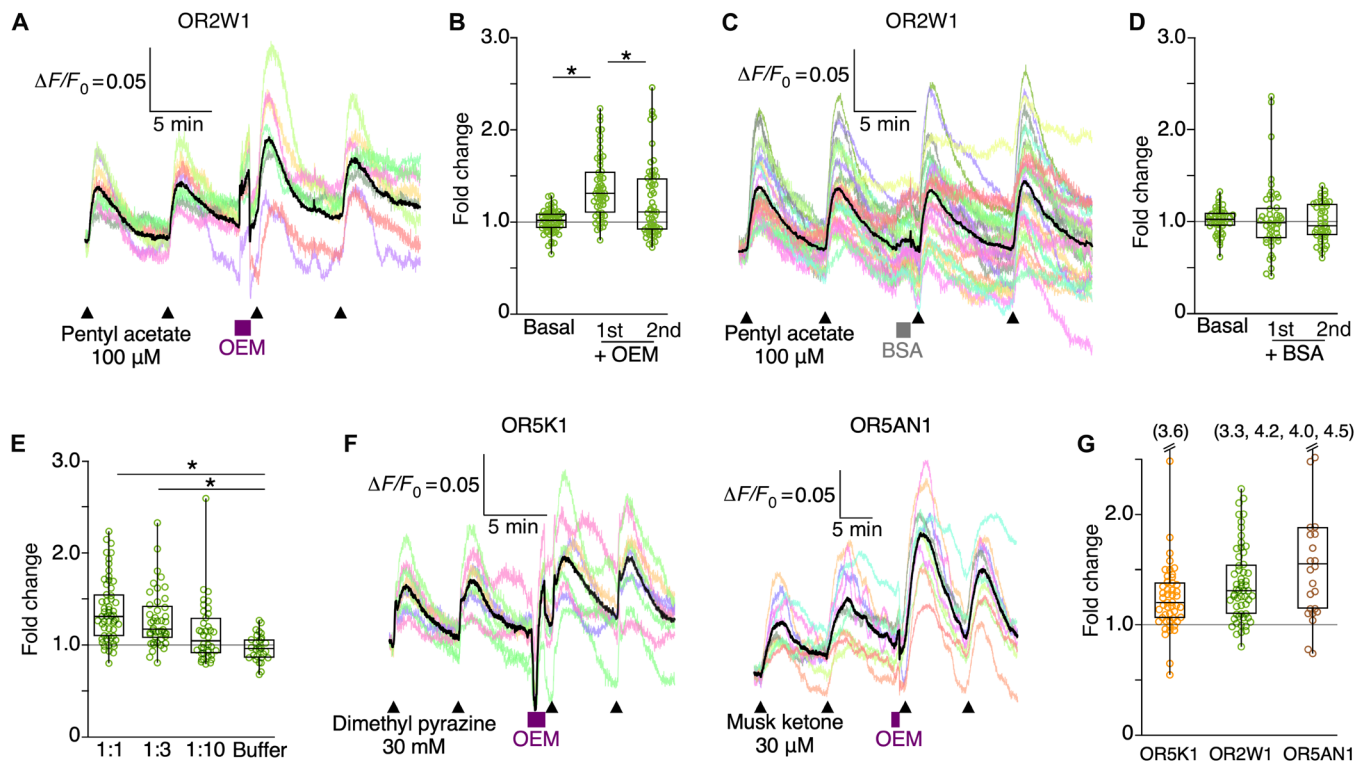 A
OR2W1
ΔF/F0 = 0.05
5 min
Pentyl acetate
100 µM
OEM
B
3.0
2.0
1.0
0
Fold change
*
*
Basal
1st
2nd
+ OEM
C
OR2W1
ΔF/F0 = 0.05
5 min
Pentyl acetate
100 µM
BSA
D
3.0
2.0
1.0
0
Fold change
Basal
1st
2nd
+ BSA
E
3.0
2.0
1.0
0
Fold change
*
*
1:1
1:3
1:10
Buffer
F
OR5K1
ΔF/F0 = 0.05
5 min
Dimethyl pyrazine
30 mM
OEM
OR5AN1
ΔF/F0 = 0.05
5 min
Musk ketone
30 µM
OEM
G
(3.6)
(3.3, 4.2, 4.0, 4.5)
2.0
1.0
0
Fold change
OR5K1
OR2W1
OR5AN1